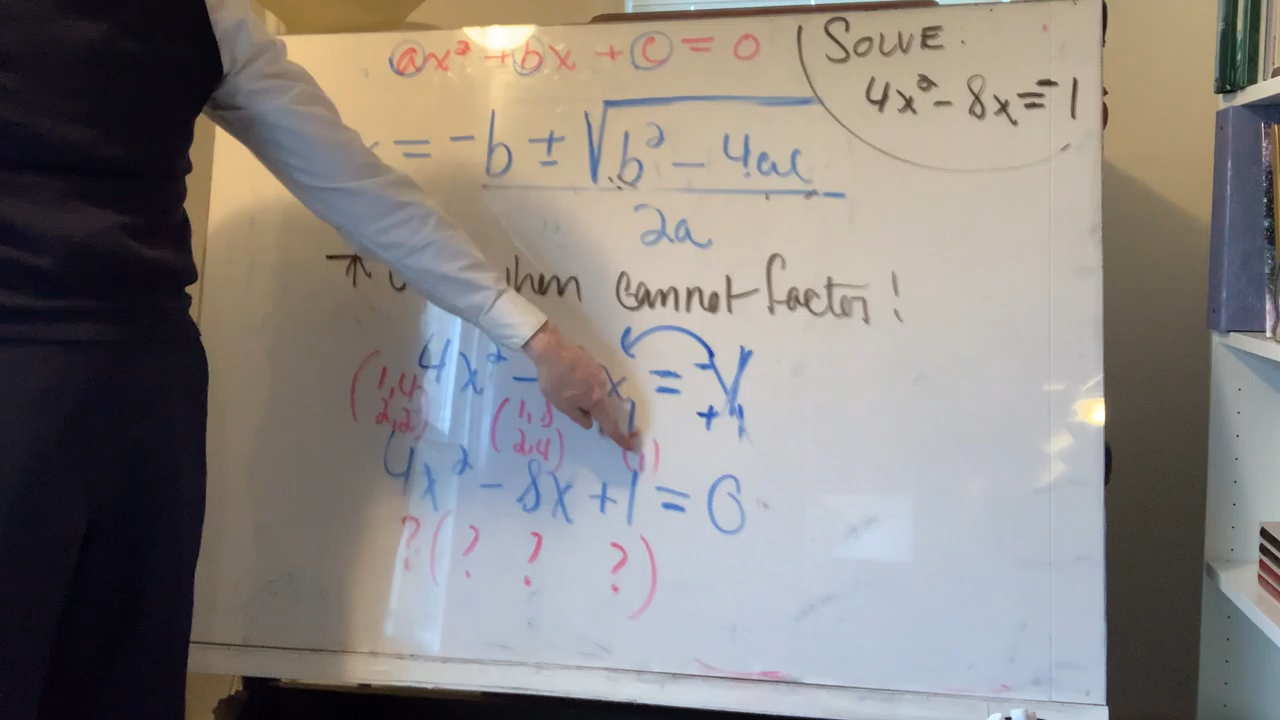 ax² + bx + c = 0
SOLVE.
4x² - 8x = -1
= -b ± √b² - 4ac
2a
cannot factor!
4x² - x = -1
+1
(1,4
2,2)
(1,8
2,4)
(1)
4x² - 8x + 1 = 0
? ( ? ? ? )